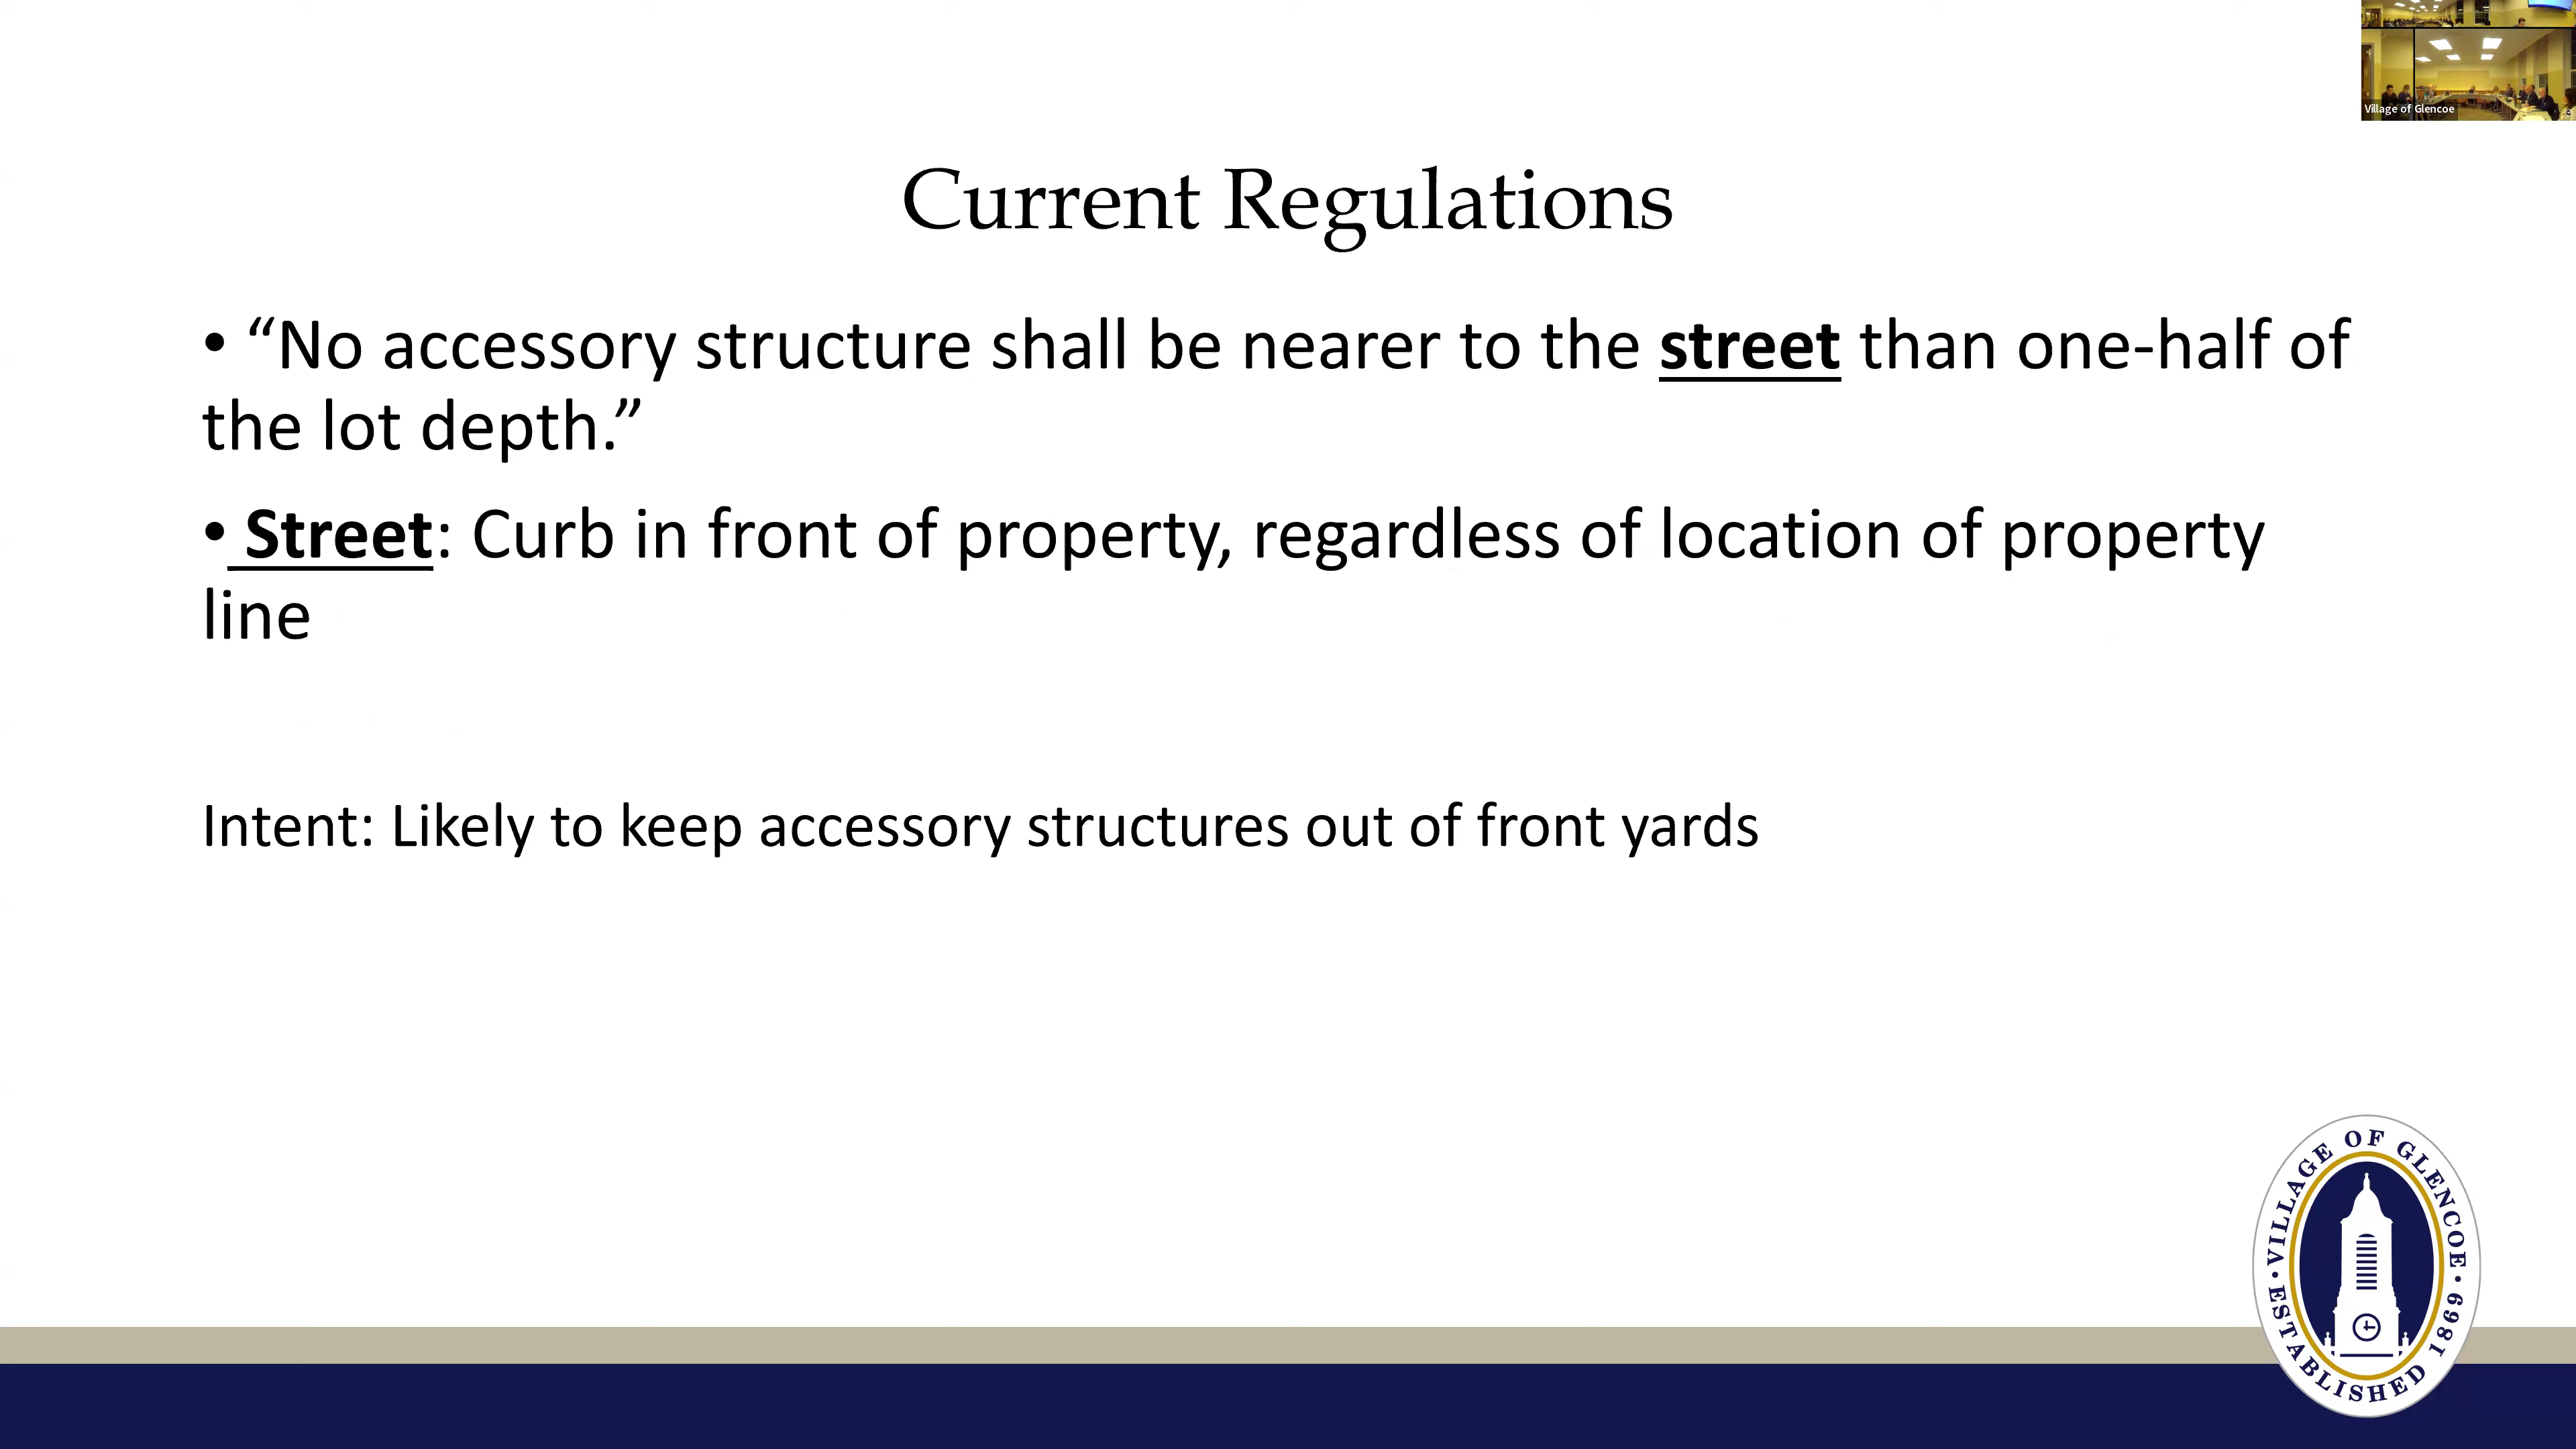 Village of Glencoe
Current Regulations
• “No accessory structure shall be nearer to the street than one-half of
the lot depth.”
• Street: Curb in front of property, regardless of location of property
line
Intent: Likely to keep accessory structures out of front yards
VILLAGE OF GLENCOE • ESTABLISHED 1869 •